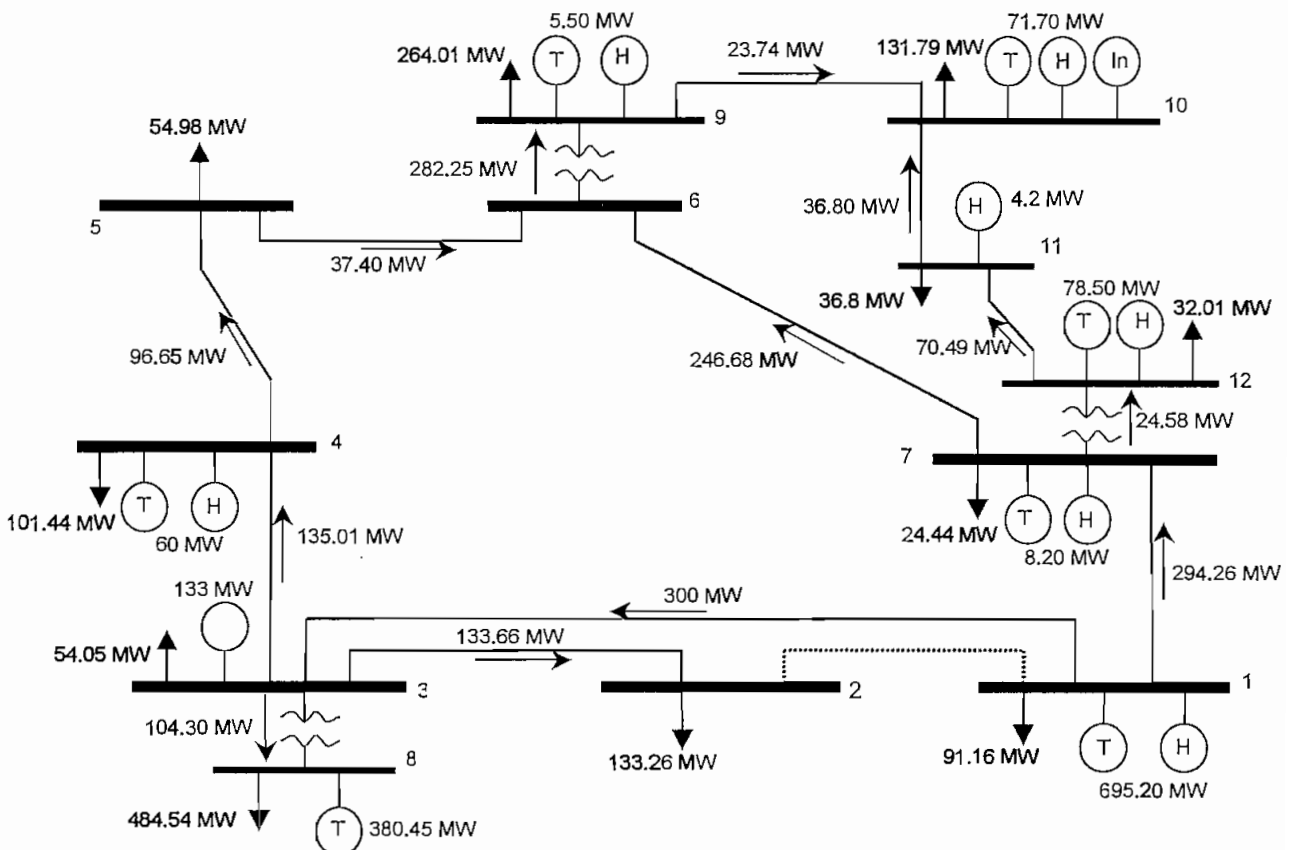 5.50 MW
71.70 MW
264.01 MW
T
H
23.74 MW
131.79 MW
T
H
In
9
10
54.98 MW
282.25 MW
6
5
37.40 MW
36.80 MW
H
4.2 MW
11
36.8 MW
78.50 MW
32.01 MW
T
H
96.65 MW
246.68 MW
70.49 MW
12
24.58 MW
4
7
101.44 MW
T
H
60 MW
135.01 MW
24.44 MW
T
H
8.20 MW
294.26 MW
133 MW
300 MW
133.66 MW
54.05 MW
3
2
1
104.30 MW
8
133.26 MW
91.16 MW
T
H
695.20 MW
484.54 MW
T
380.45 MW